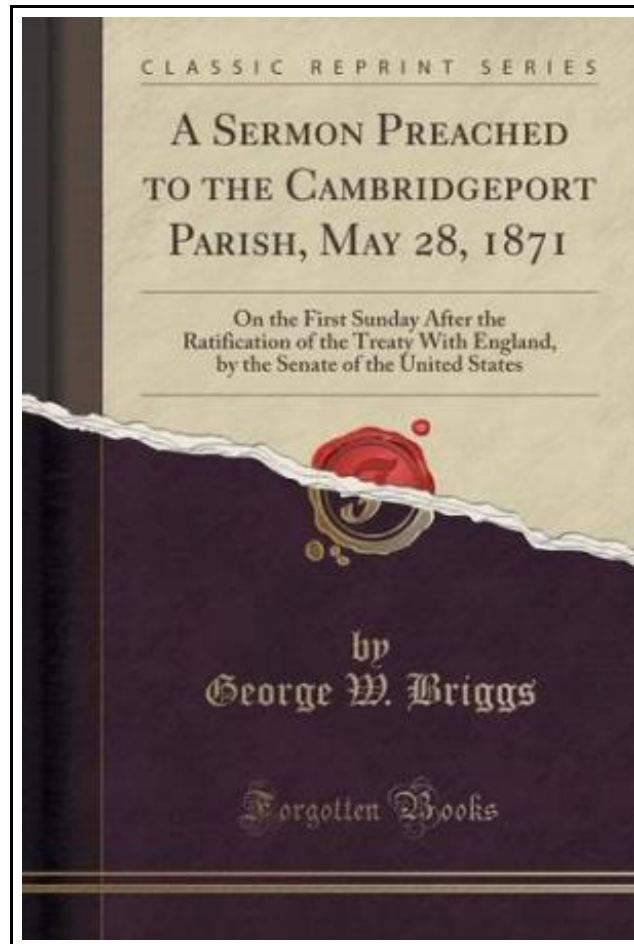 CLASSIC REPRINT SERIES
A SERMON PREACHED
TO THE CAMBRIDGEPORT
PARISH, MAY 28, 1871
On the First Sunday After the
Ratification of the Treaty With England,
by the Senate of the United States
by
George W. Briggs
Forgotten Books